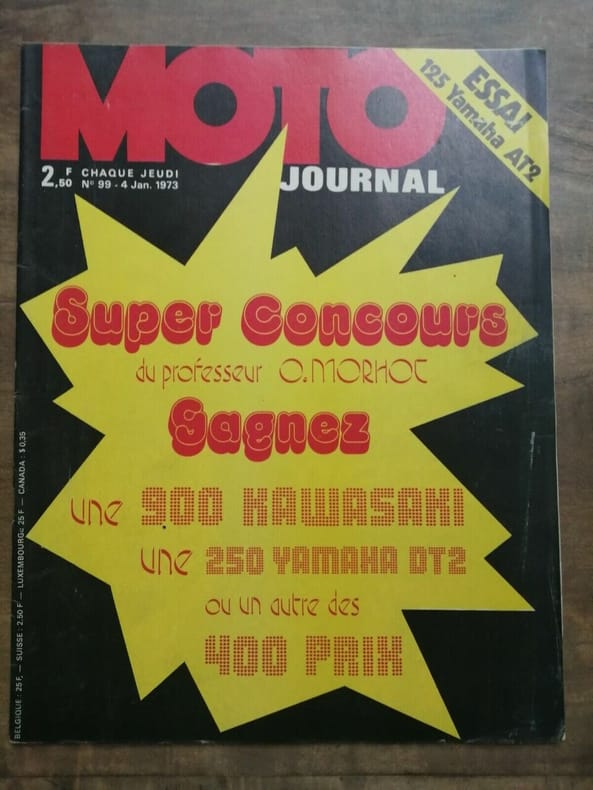 MOTO
JOURNAL
ESSAI
125 Yamaha AT2
2,50 F CHAQUE JEUDI
N° 99 - 4 Jan. 1973
Super Concours
du professeur O.MORHOT
Gagnez
une 900 KAWASAKI
une 250 YAMAHA DT2
ou un autre des
400 PRIX
BELGIQUE : 25 F, — SUISSE : 2.50 F — LUXEMBOURG: 25 F — CANADA : $ 0,35